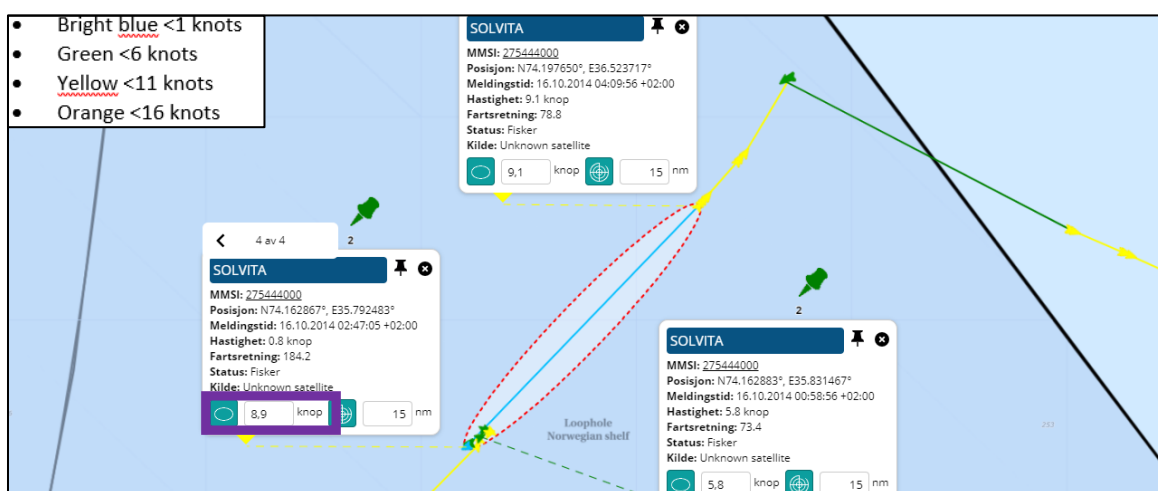 Bright blue <1 knots
Green <6 knots
Yellow <11 knots
Orange <16 knots
SOLVITA
MMSI: 275444000
Posisjon: N74.197650°, E36.523717°
Meldingstid: 16.10.2014 04:09:56 +02:00
Hastighet: 9.1 knop
Fartsretning: 78.8
Status: Fisker
Kilde: Unknown satellite
9,1 knop 15 nm
2
4 av 4
SOLVITA
MMSI: 275444000
Posisjon: N74.162867°, E35.792483°
Meldingstid: 16.10.2014 02:47:05 +02:00
Hastighet: 0.8 knop
Fartsretning: 184.2
Status: Fisker
Kilde: Unknown satellite
8,9 knop 15 nm
2
SOLVITA
MMSI: 275444000
Posisjon: N74.162883°, E35.831467°
Meldingstid: 16.10.2014 00:58:56 +02:00
Hastighet: 5.8 knop
Fartsretning: 73.4
Status: Fisker
Kilde: Unknown satellite
5,8 knop 15 nm
Loophole
Norwegian shelf